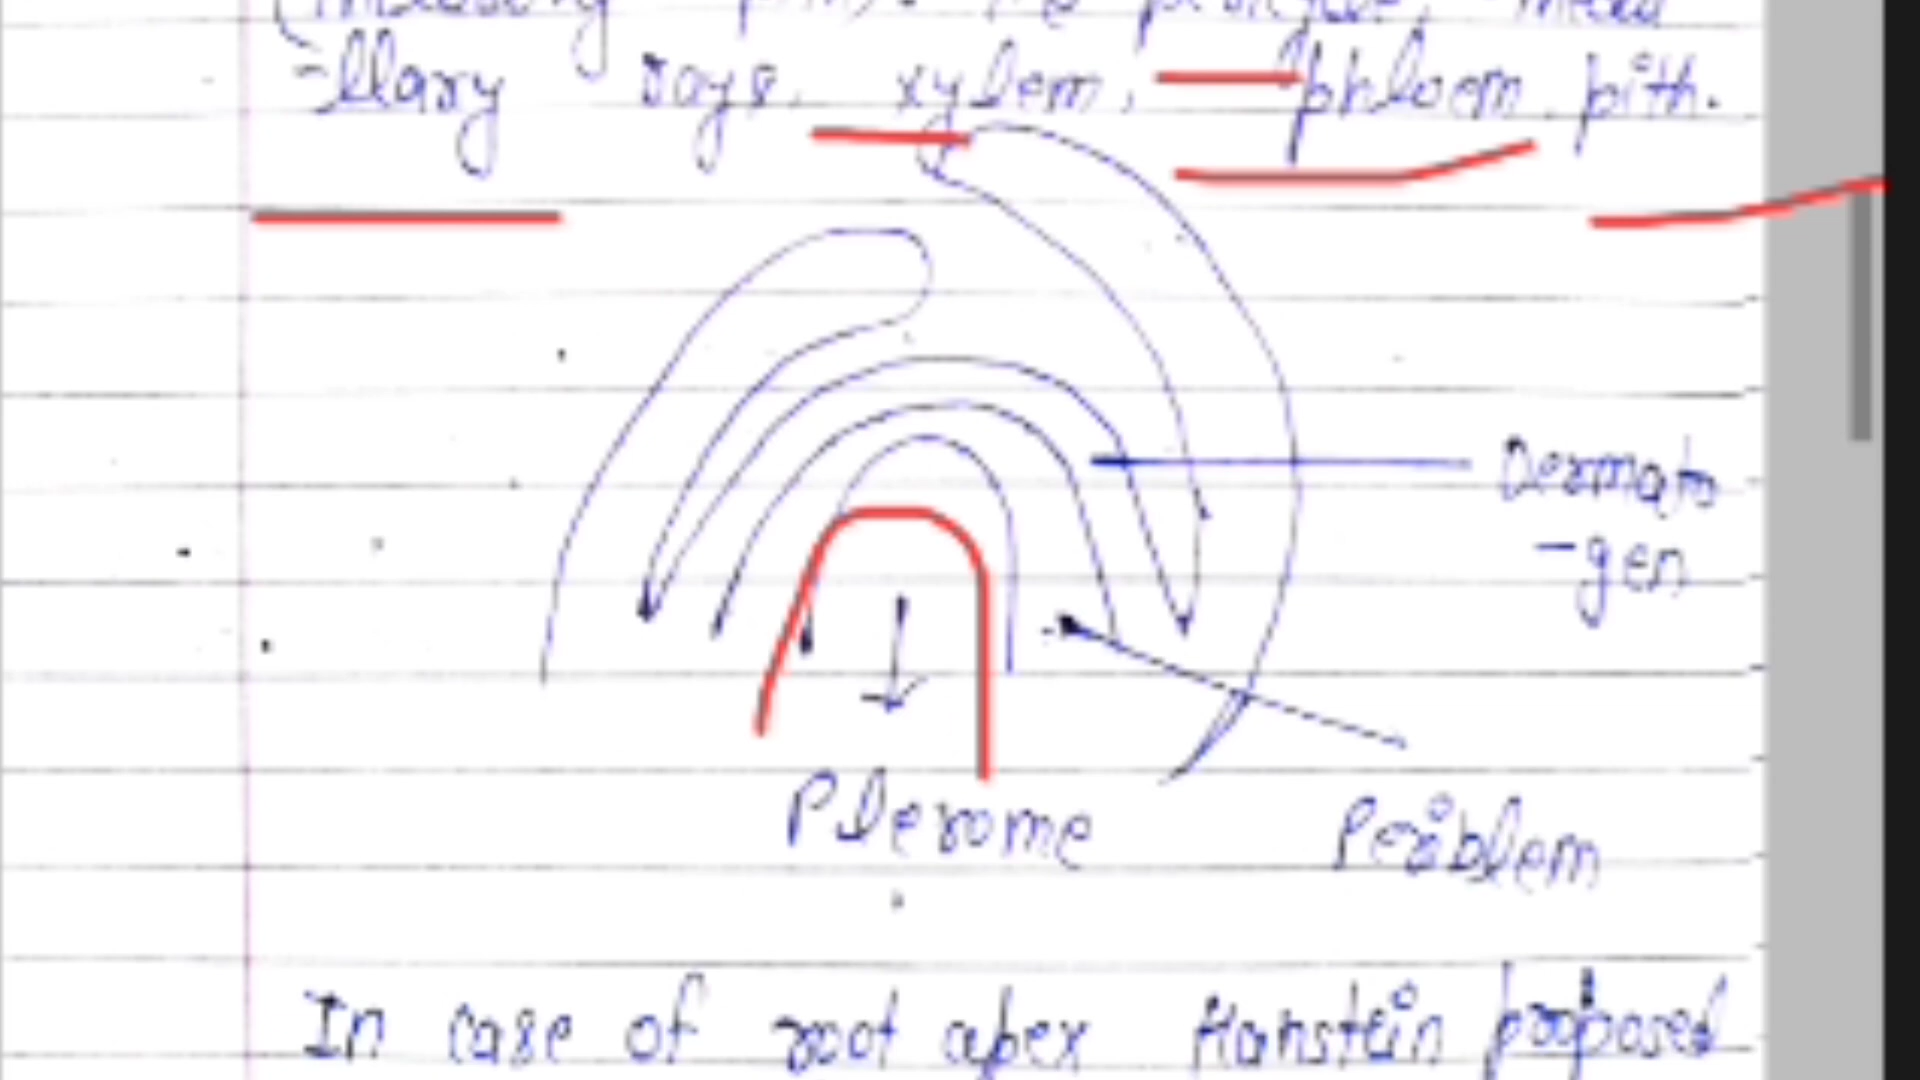 -llary rays, xylem, phloem, pith.
Dermato
-gen
Plerome
Periblem
In case of root apex Hanstein proposed